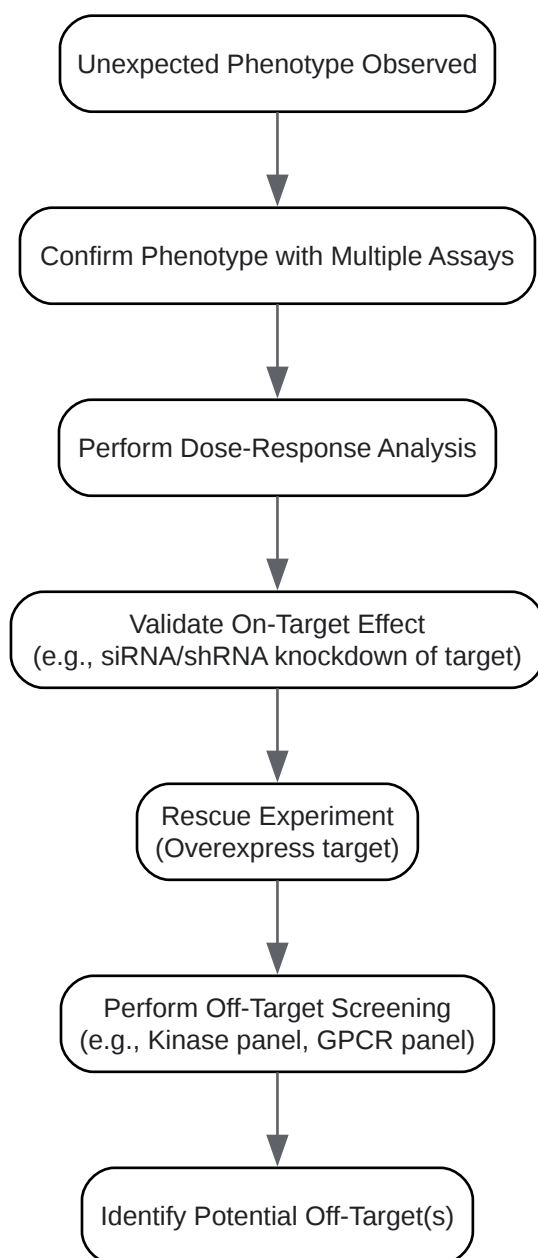 Unexpected Phenotype Observed
Confirm Phenotype with Multiple Assays
Perform Dose-Response Analysis
Validate On-Target Effect
(e.g., siRNA/shRNA knockdown of target)
Rescue Experiment
(Overexpress target)
Perform Off-Target Screening
(e.g., Kinase panel, GPCR panel)
Identify Potential Off-Target(s)